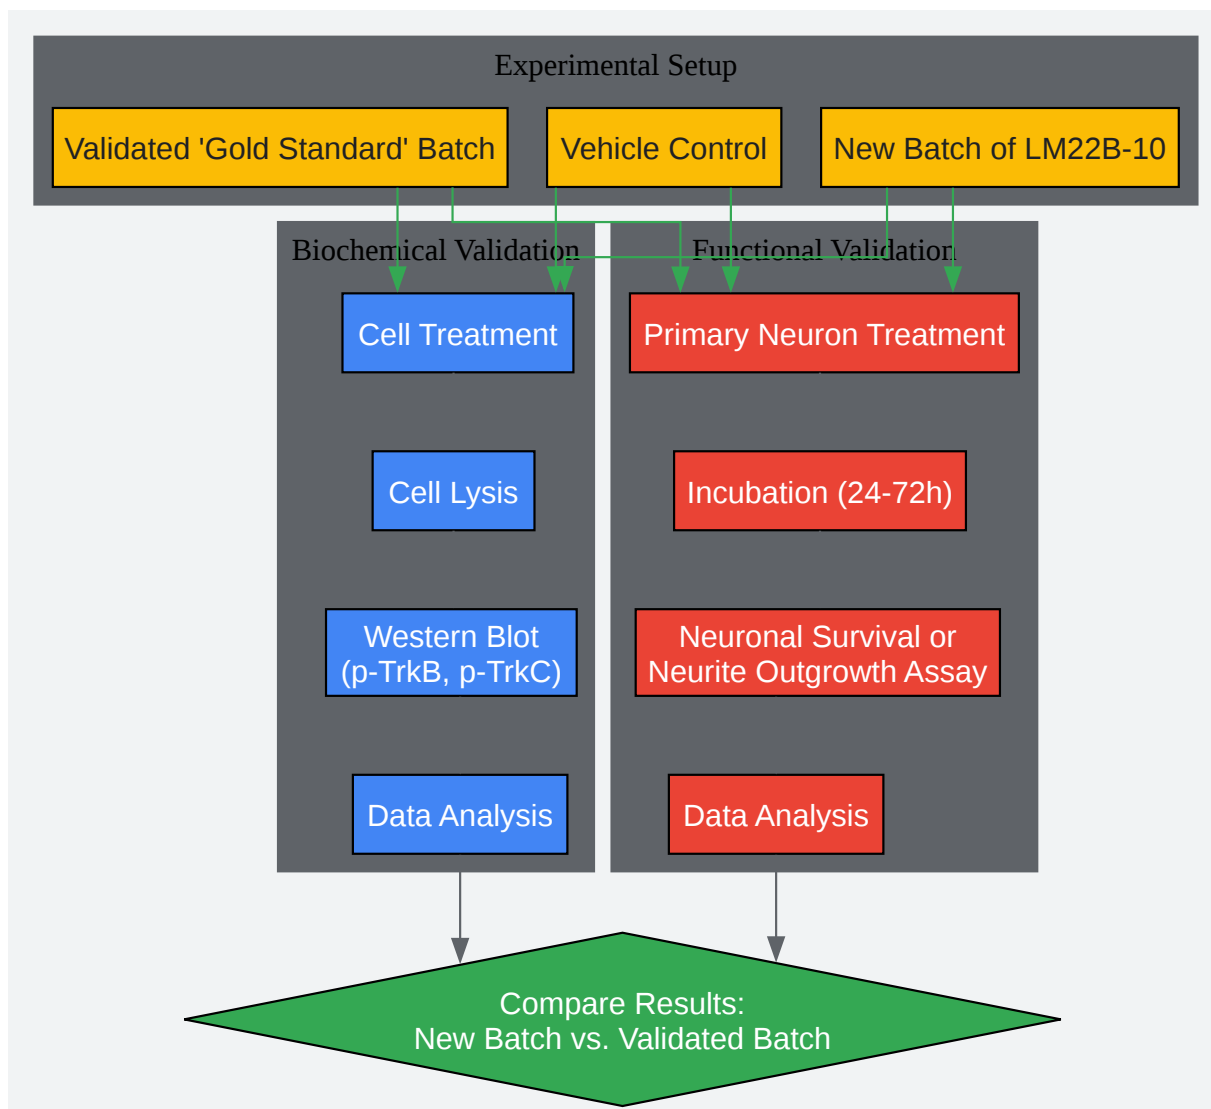 Experimental Setup
Validated 'Gold Standard' Batch
Vehicle Control
New Batch of LM22B-10
Biochemical Validation
Functional Validation
Cell Treatment
Primary Neuron Treatment
Cell Lysis
Incubation (24-72h)
Western Blot
(p-TrkB, p-TrkC)
Neuronal Survival or
Neurite Outgrowth Assay
Data Analysis
Data Analysis
Compare Results:
New Batch vs. Validated Batch